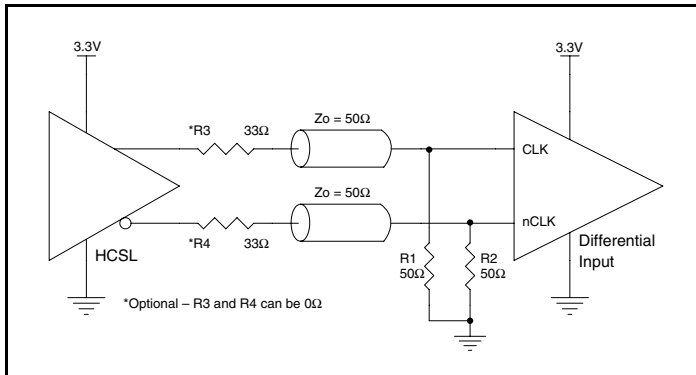 3.3V
3.3V
*R3
33Ω
Zo = 50Ω
CLK
Zo = 50Ω
nCLK
*R4
33Ω
HCSL
R1
50Ω
R2
50Ω
Differential
Input
*Optional – R3 and R4 can be 0Ω